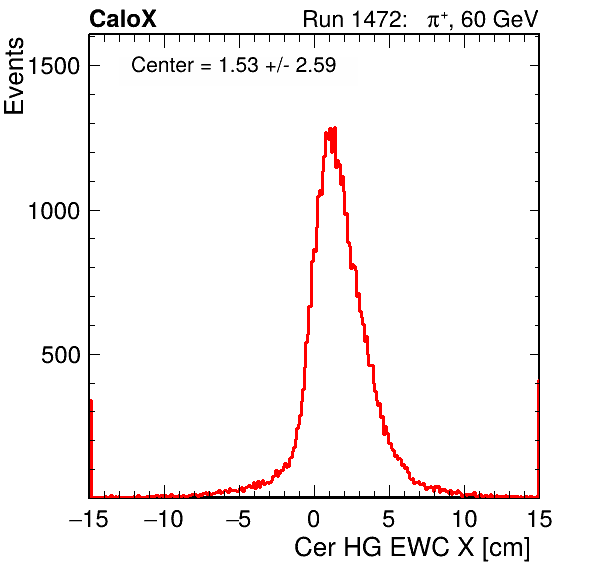 CaloX
Run 1472: π⁺, 60 GeV
Events
Center = 1.53 +/- 2.59
1500
1000
500
−15 −10 −5 0 5 10 15
Cer HG EWC X [cm]